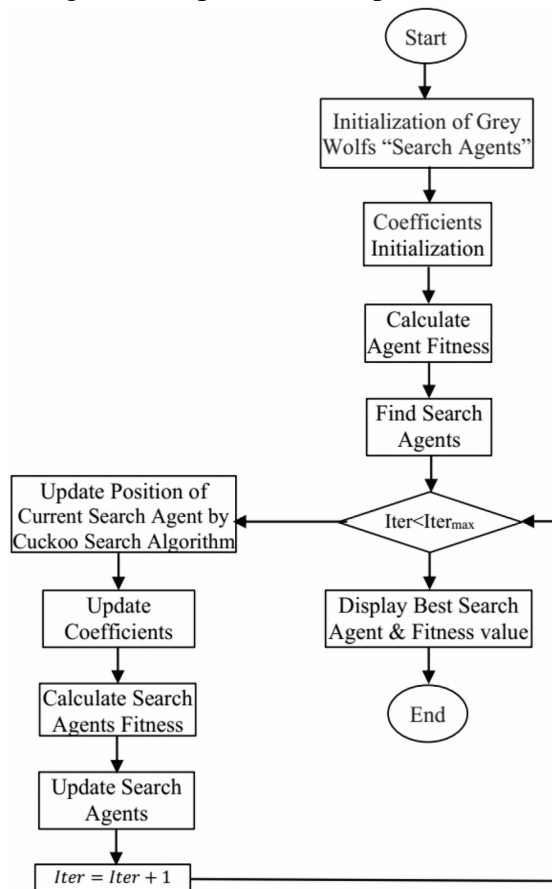 Start
Initialization of Grey
Wolfs “Search Agents”
Coefficients
Initialization
Calculate
Agent Fitness
Find Search
Agents
Iter<Iter_max
Update Position of
Current Search Agent by
Cuckoo Search Algorithm
Update
Coefficients
Calculate Search
Agents Fitness
Update Search
Agents
Iter = Iter + 1
Display Best Search
Agent & Fitness value
End